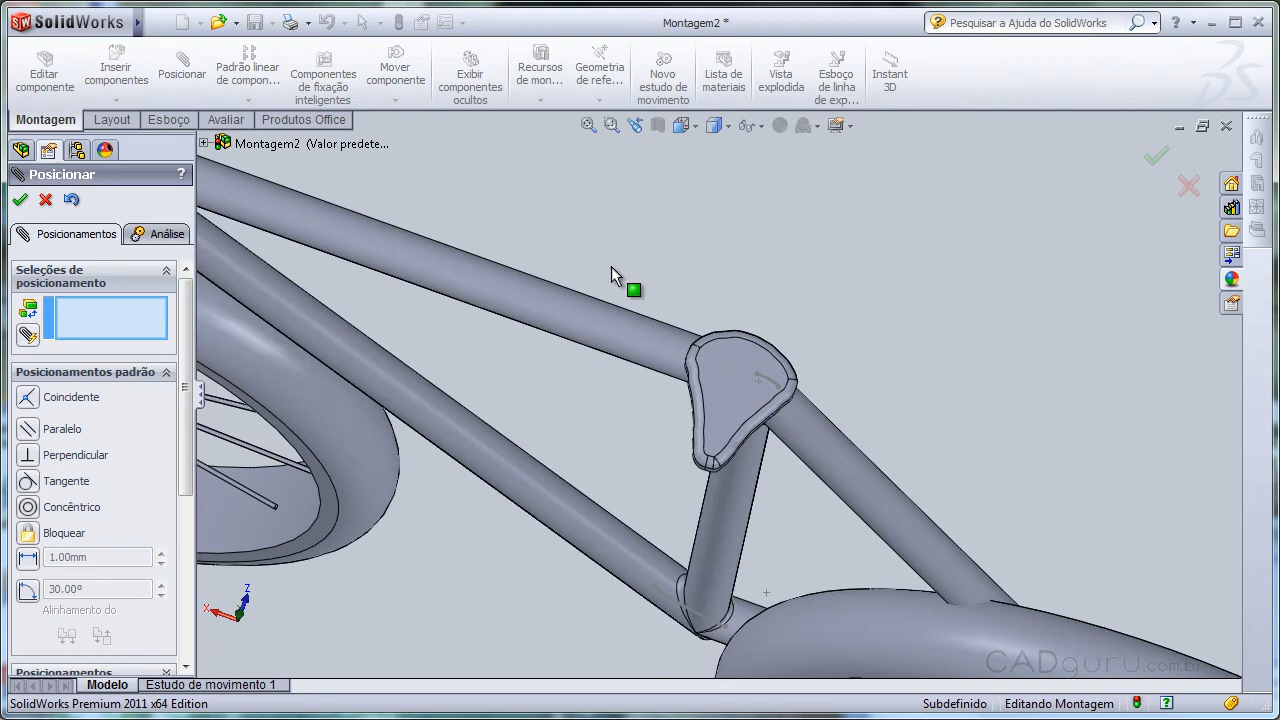 SolidWorks
Montagem2 *
Pesquisar a Ajuda do SolidWorks
?
Editar componente
Inserir componentes
Posicionar
Padrão linear de compon...
Componentes de fixação inteligentes
Mover componente
Exibir componentes ocultos
Recursos de mon...
Geometria de refe...
Novo estudo de movimento
Lista de materiais
Vista explodida
Esboço de linha de exp...
Instant 3D
Montagem
Layout
Esboço
Avaliar
Produtos Office
Montagem2 (Valor predete...
Posicionar
?
Posicionamentos
Análise
Seleções de posicionamento
Posicionamentos padrão
Coincidente
Paralelo
Perpendicular
Tangente
Concêntrico
Bloquear
1.00mm
30.00º
Alinhamento do
Posicionamentos
Z
X
CADguru.com.br
Modelo
Estudo de movimento 1
SolidWorks Premium 2011 x64 Edition
Subdefinido
Editando Montagem
?